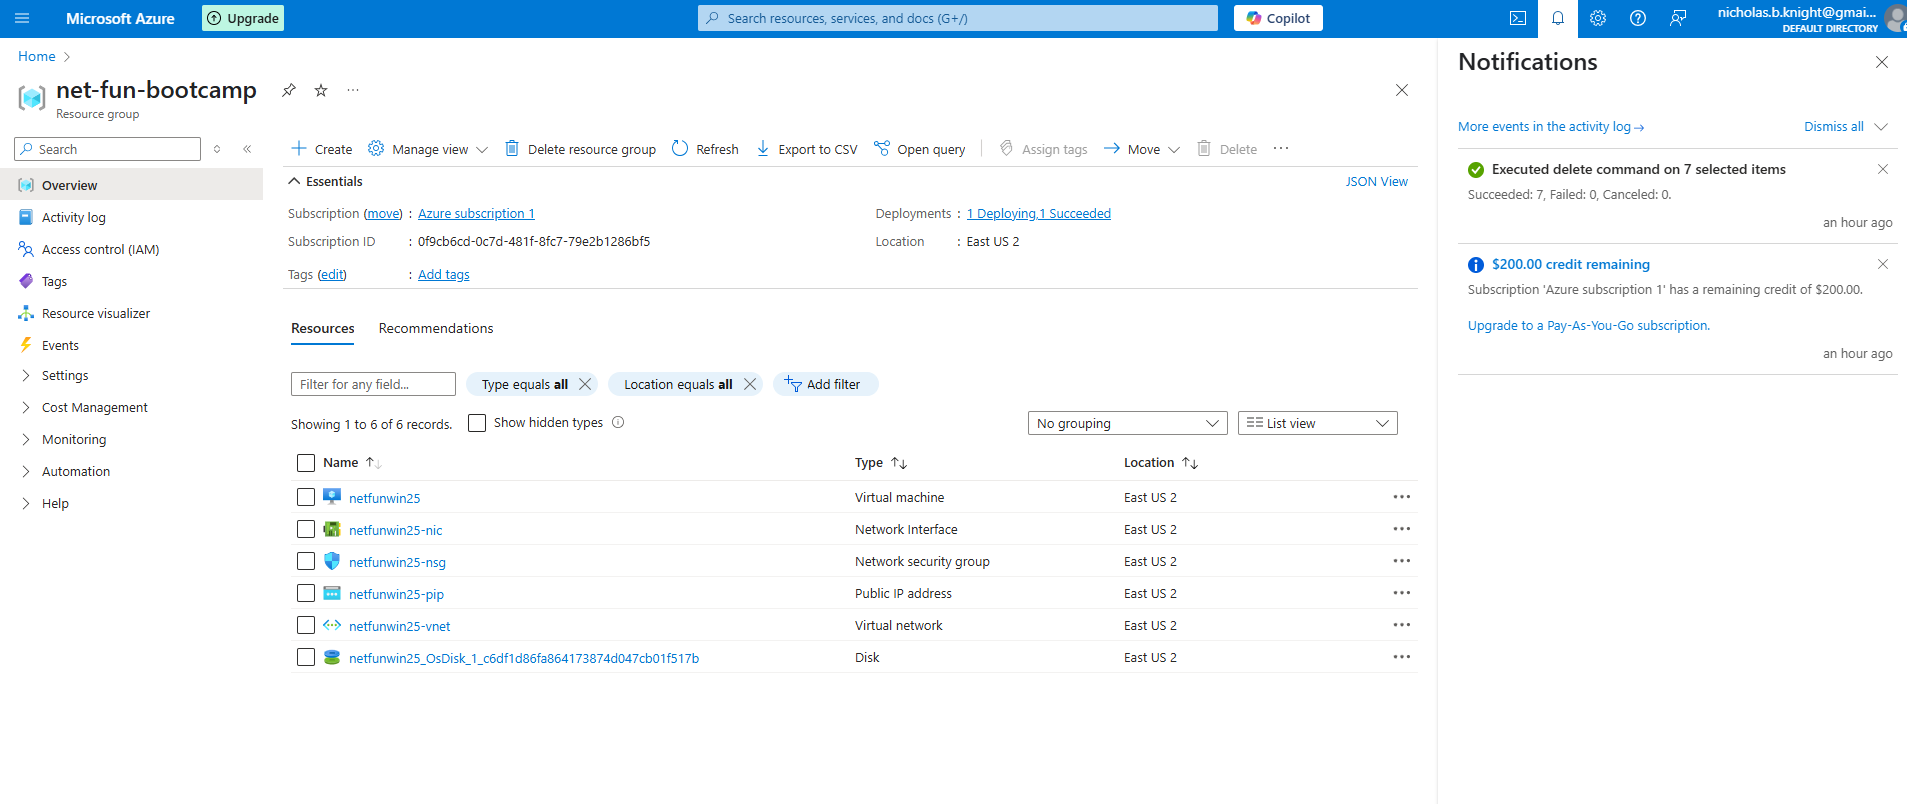 Microsoft Azure
Upgrade
Search resources, services, and docs (G+/)
Copilot
nicholas.b.knight@gmai...
DEFAULT DIRECTORY
Home
net-fun-bootcamp
Resource group
Search
Overview
Activity log
Access control (IAM)
Tags
Resource visualizer
Events
Settings
Cost Management
Monitoring
Automation
Help
Create
Manage view
Delete resource group
Refresh
Export to CSV
Open query
Assign tags
Move
Delete
Essentials
JSON View
Subscription (move) : Azure subscription 1
Subscription ID : 0f9cb6cd-0c7d-481f-8fc7-79e2b1286bf5
Tags (edit) : Add tags
Deployments : 1 Deploying,1 Succeeded
Location : East US 2
Resources
Recommendations
Filter for any field...
Type equals all
Location equals all
Add filter
Showing 1 to 6 of 6 records.
Show hidden types
No grouping
List view
Name Type Location
netfunwin25 Virtual machine East US 2
netfunwin25-nic Network Interface East US 2
netfunwin25-nsg Network security group East US 2
netfunwin25-pip Public IP address East US 2
netfunwin25-vnet Virtual network East US 2
netfunwin25_OsDisk_1_c6df1d86fa864173874d047cb01f517b Disk East US 2
Notifications
More events in the activity log →
Dismiss all
Executed delete command on 7 selected items
Succeeded: 7, Failed: 0, Canceled: 0.
an hour ago
$200.00 credit remaining
Subscription 'Azure subscription 1' has a remaining credit of $200.00.
Upgrade to a Pay-As-You-Go subscription.
an hour ago